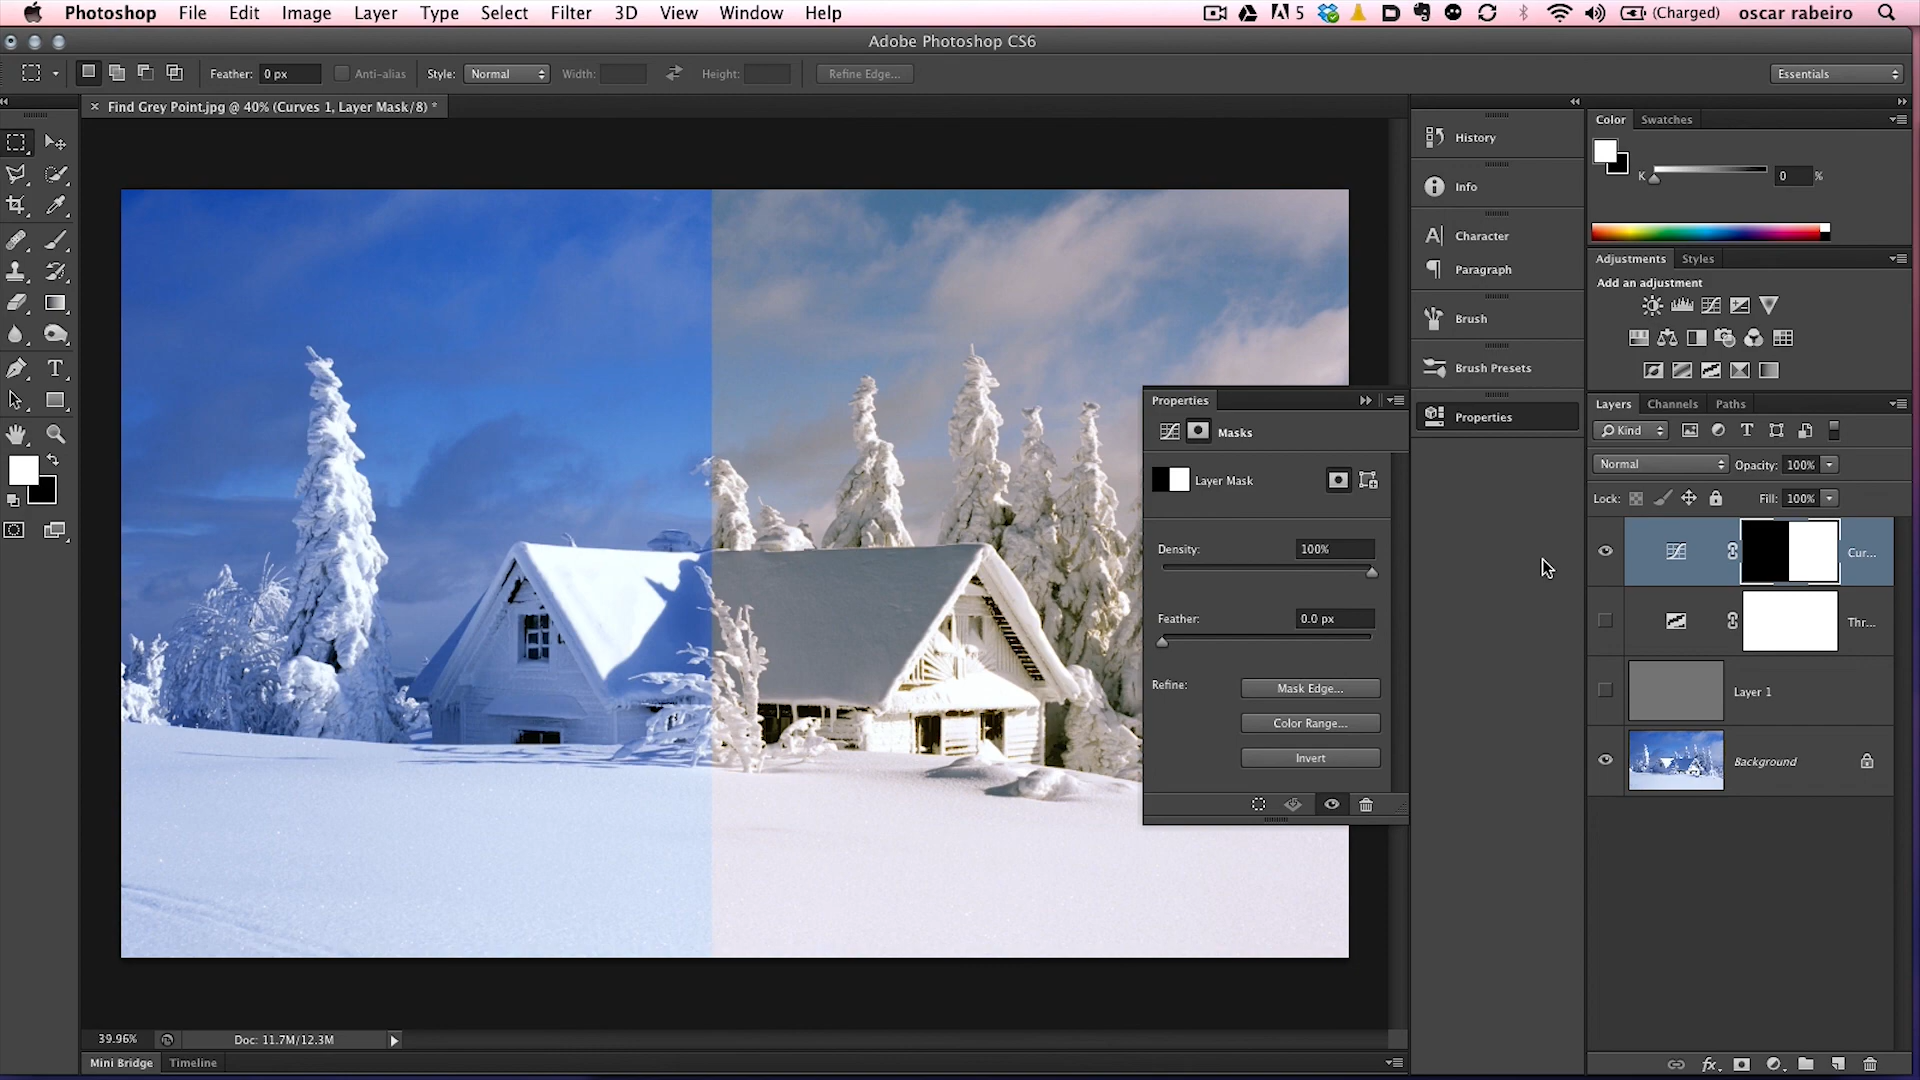 Photoshop File Edit Image Layer Type Select Filter 3D View Window Help 5 (Charged) oscar rabeiro
Adobe Photoshop CS6
Feather: 0 px Anti-alias Style: Normal Width: Height: Refine Edge... Essentials
× Find Grey Point.jpg @ 40% (Curves 1, Layer Mask/8) *
History
Info
Character
Paragraph
Brush
Brush Presets
Properties
Color Swatches
K 0 %
Adjustments Styles
Add an adjustment
Layers Channels Paths
Kind
Normal Opacity: 100%
Lock: Fill: 100%
Cur...
Thr...
Layer 1
Background
Properties
Masks
Layer Mask
Density: 100%
Feather: 0.0 px
Refine: Mask Edge...
Color Range...
Invert
39.96% Doc: 11.7M/12.3M
Mini Bridge Timeline